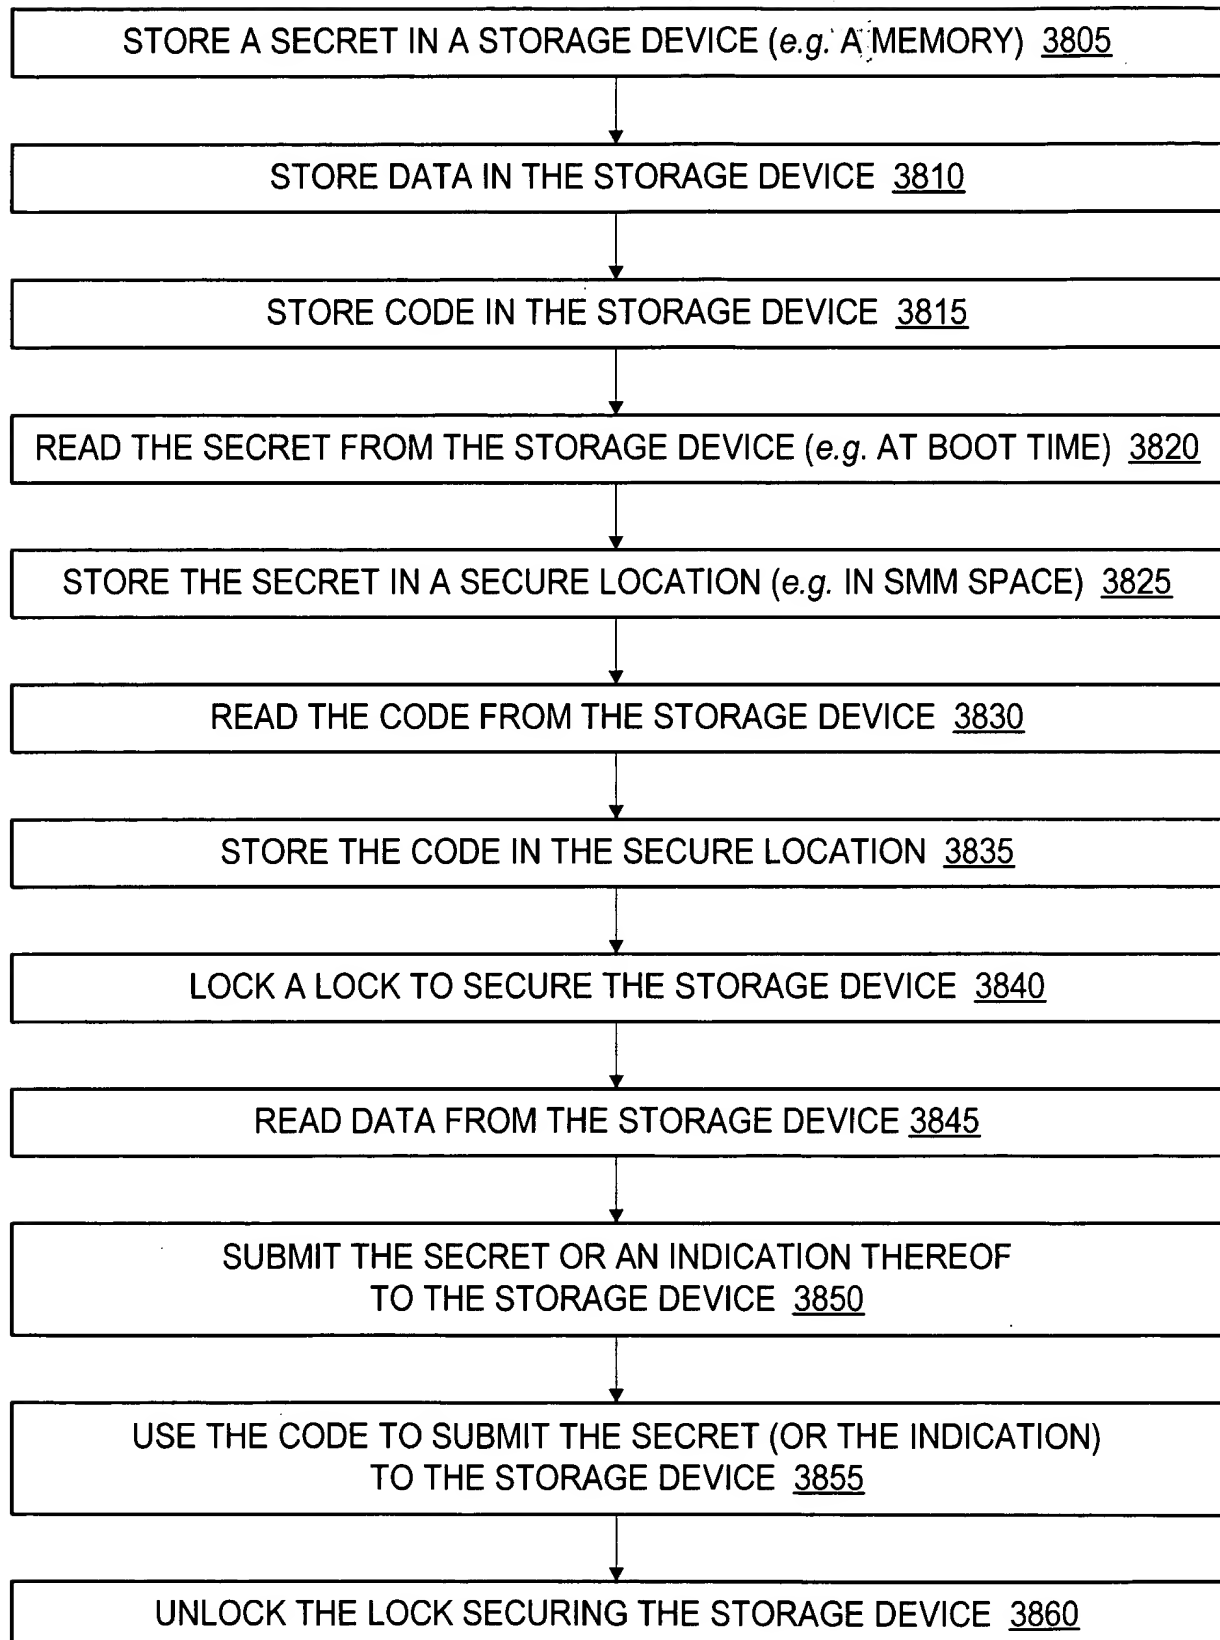 STORE A SECRET IN A STORAGE DEVICE (e.g. A MEMORY) 3805
STORE DATA IN THE STORAGE DEVICE 3810
STORE CODE IN THE STORAGE DEVICE 3815
READ THE SECRET FROM THE STORAGE DEVICE (e.g. AT BOOT TIME) 3820
STORE THE SECRET IN A SECURE LOCATION (e.g. IN SMM SPACE) 3825
READ THE CODE FROM THE STORAGE DEVICE 3830
STORE THE CODE IN THE SECURE LOCATION 3835
LOCK A LOCK TO SECURE THE STORAGE DEVICE 3840
READ DATA FROM THE STORAGE DEVICE 3845
SUBMIT THE SECRET OR AN INDICATION THEREOF
TO THE STORAGE DEVICE 3850
USE THE CODE TO SUBMIT THE SECRET (OR THE INDICATION)
TO THE STORAGE DEVICE 3855
UNLOCK THE LOCK SECURING THE STORAGE DEVICE 3860